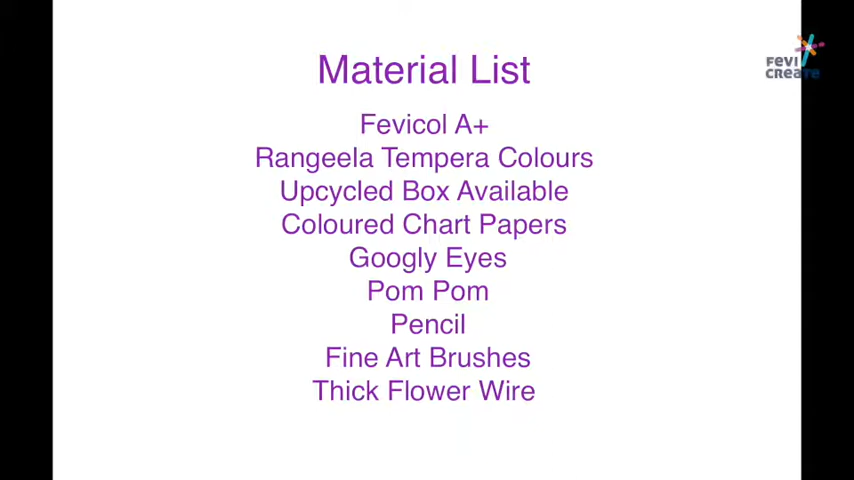 Material List
FEVI
CREATE
Fevicol A+
Rangeela Tempera Colours
Upcycled Box Available
Coloured Chart Papers
Googly Eyes
Pom Pom
Pencil
Fine Art Brushes
Thick Flower Wire